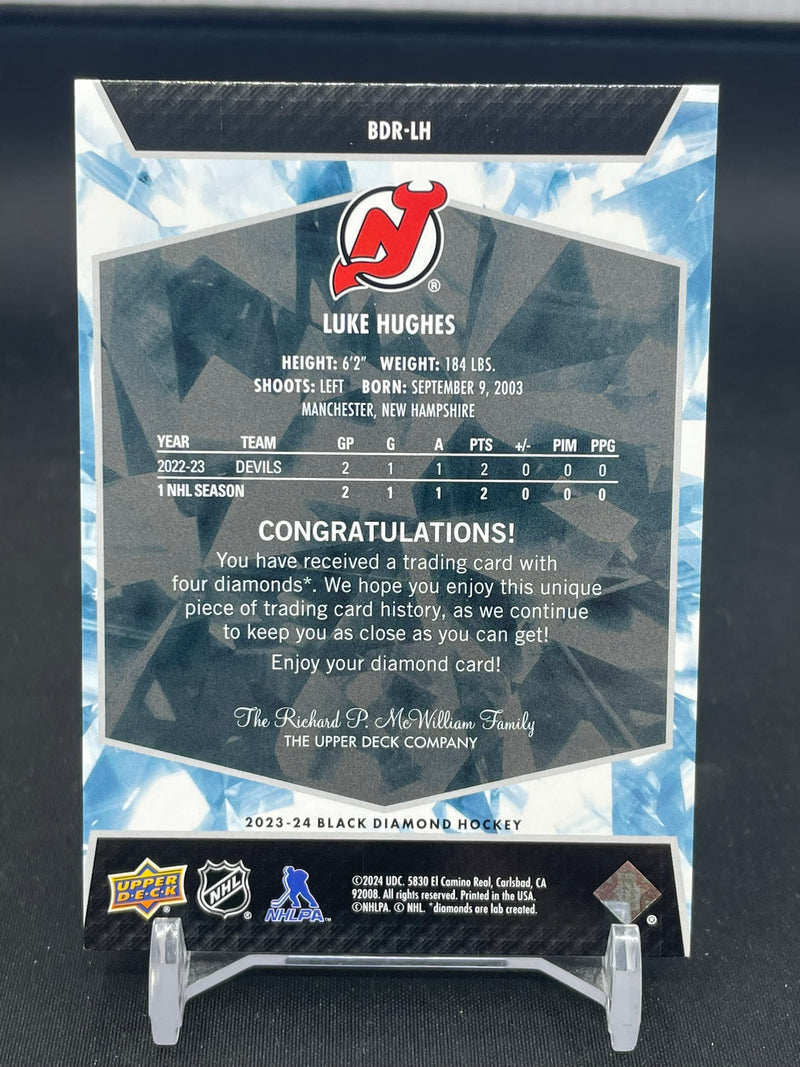 BDR-LH
NJ ®
LUKE HUGHES
HEIGHT: 6'2" WEIGHT: 184 LBS.
SHOOTS: LEFT BORN: SEPTEMBER 9, 2003
MANCHESTER, NEW HAMPSHIRE
YEAR TEAM GP G A PTS +/- PIM PPG
2022-23 DEVILS 2 1 1 2 0 0 0
1 NHL SEASON 2 1 1 2 0 0 0
CONGRATULATIONS!
You have received a trading card with
four diamonds*. We hope you enjoy this unique
piece of trading card history, as we continue
to keep you as close as you can get!
Enjoy your diamond card!
The Richard P. McWilliam Family
THE UPPER DECK COMPANY
2023-24 BLACK DIAMOND HOCKEY
UPPER DECK ®
NHL ®
NHLPA™
©2024 UDC. 5830 El Camino Real, Carlsbad, CA
92008. All rights reserved. Printed in the USA.
©NHLPA. © NHL. *diamonds are lab created.
®